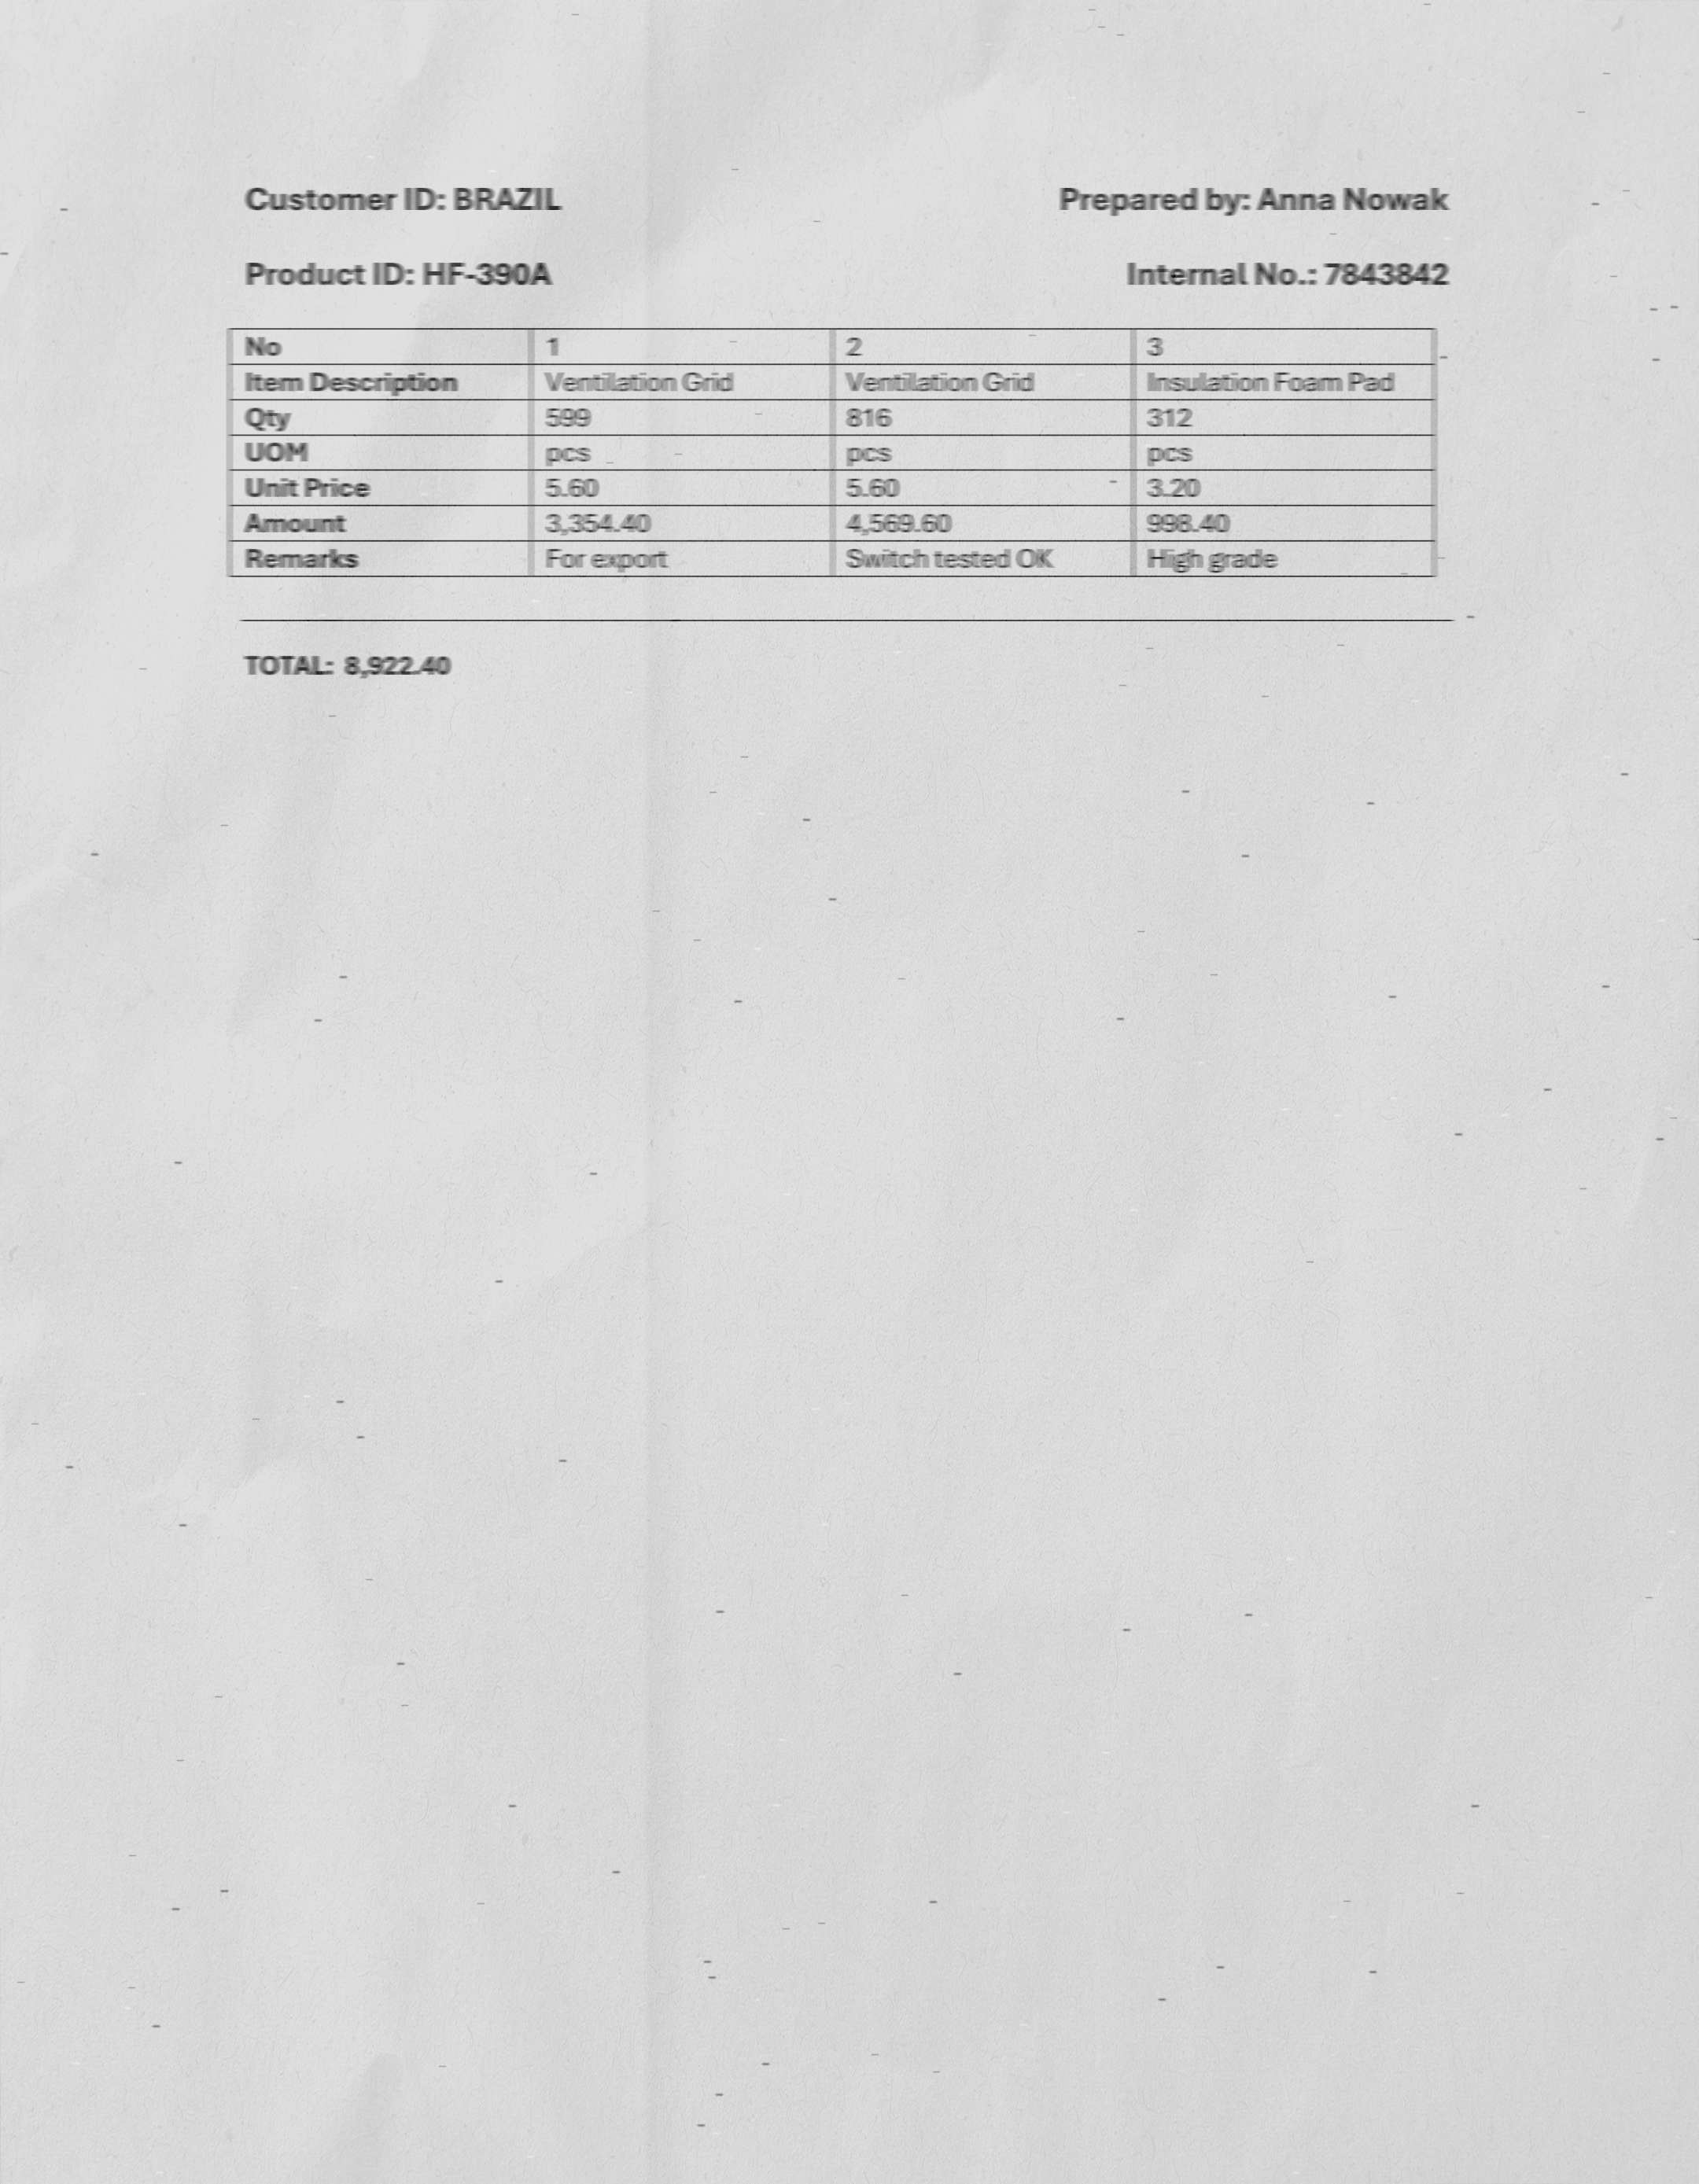 Customer ID: BRAZIL Prepared by: Anna Nowak
Product ID: HF-390A Internal No.: 7843842
No 1 2 3
Item Description Ventilation Grid Ventilation Grid Insulation Foam Pad
Qty 599 816 312
UOM pcs pcs pcs
Unit Price 5.60 5.60 3.20
Amount 3,354.40 4,569.60 998.40
Remarks For export Switch tested OK High grade
TOTAL: 8,922.40